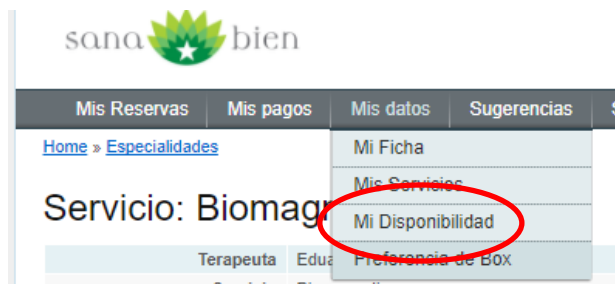 sana bien
Mis Reservas Mis pagos Mis datos Sugerencias
Home » Especialidades
Mi Ficha
Mis Servicios
Servicio:
Mi Disponibilidad
Terapeuta
Preferencia de Box